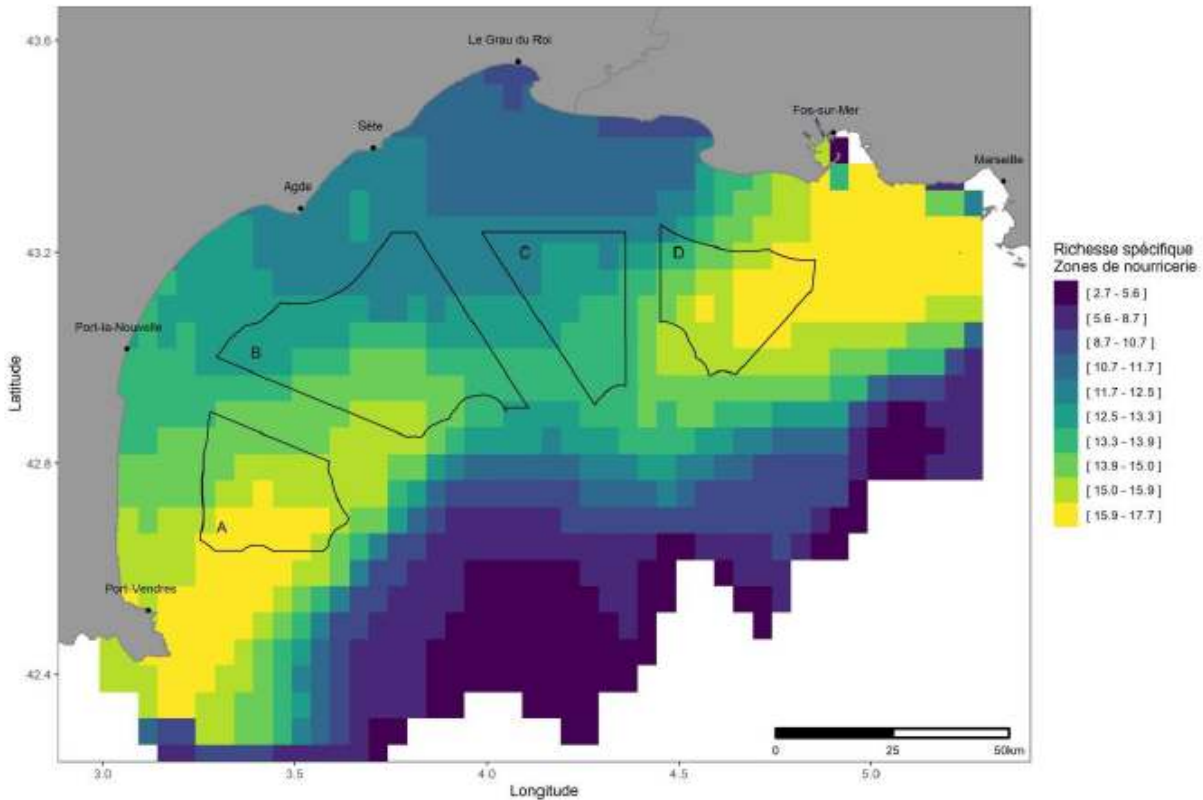 43.6
43.2
42.8
42.4
Latitude
Le Grau du Roi
Sète
Agde
Port-la-Nouvelle
Port-Vendres
Fos-sur-Mer
Marseille
A
B
C
D
3.0
3.5
4.0
4.5
5.0
Longitude
0
25
50km
Richesse spécifique
Zones de nourricerie
[ 2.7 - 5.6 ]
[ 5.6 - 8.7 ]
[ 8.7 - 10.7 ]
[ 10.7 - 11.7 ]
[ 11.7 - 12.5 ]
[ 12.5 - 13.3 ]
[ 13.3 - 13.9 ]
[ 13.9 - 15.0 ]
[ 15.0 - 15.9 ]
[ 15.9 - 17.7 ]